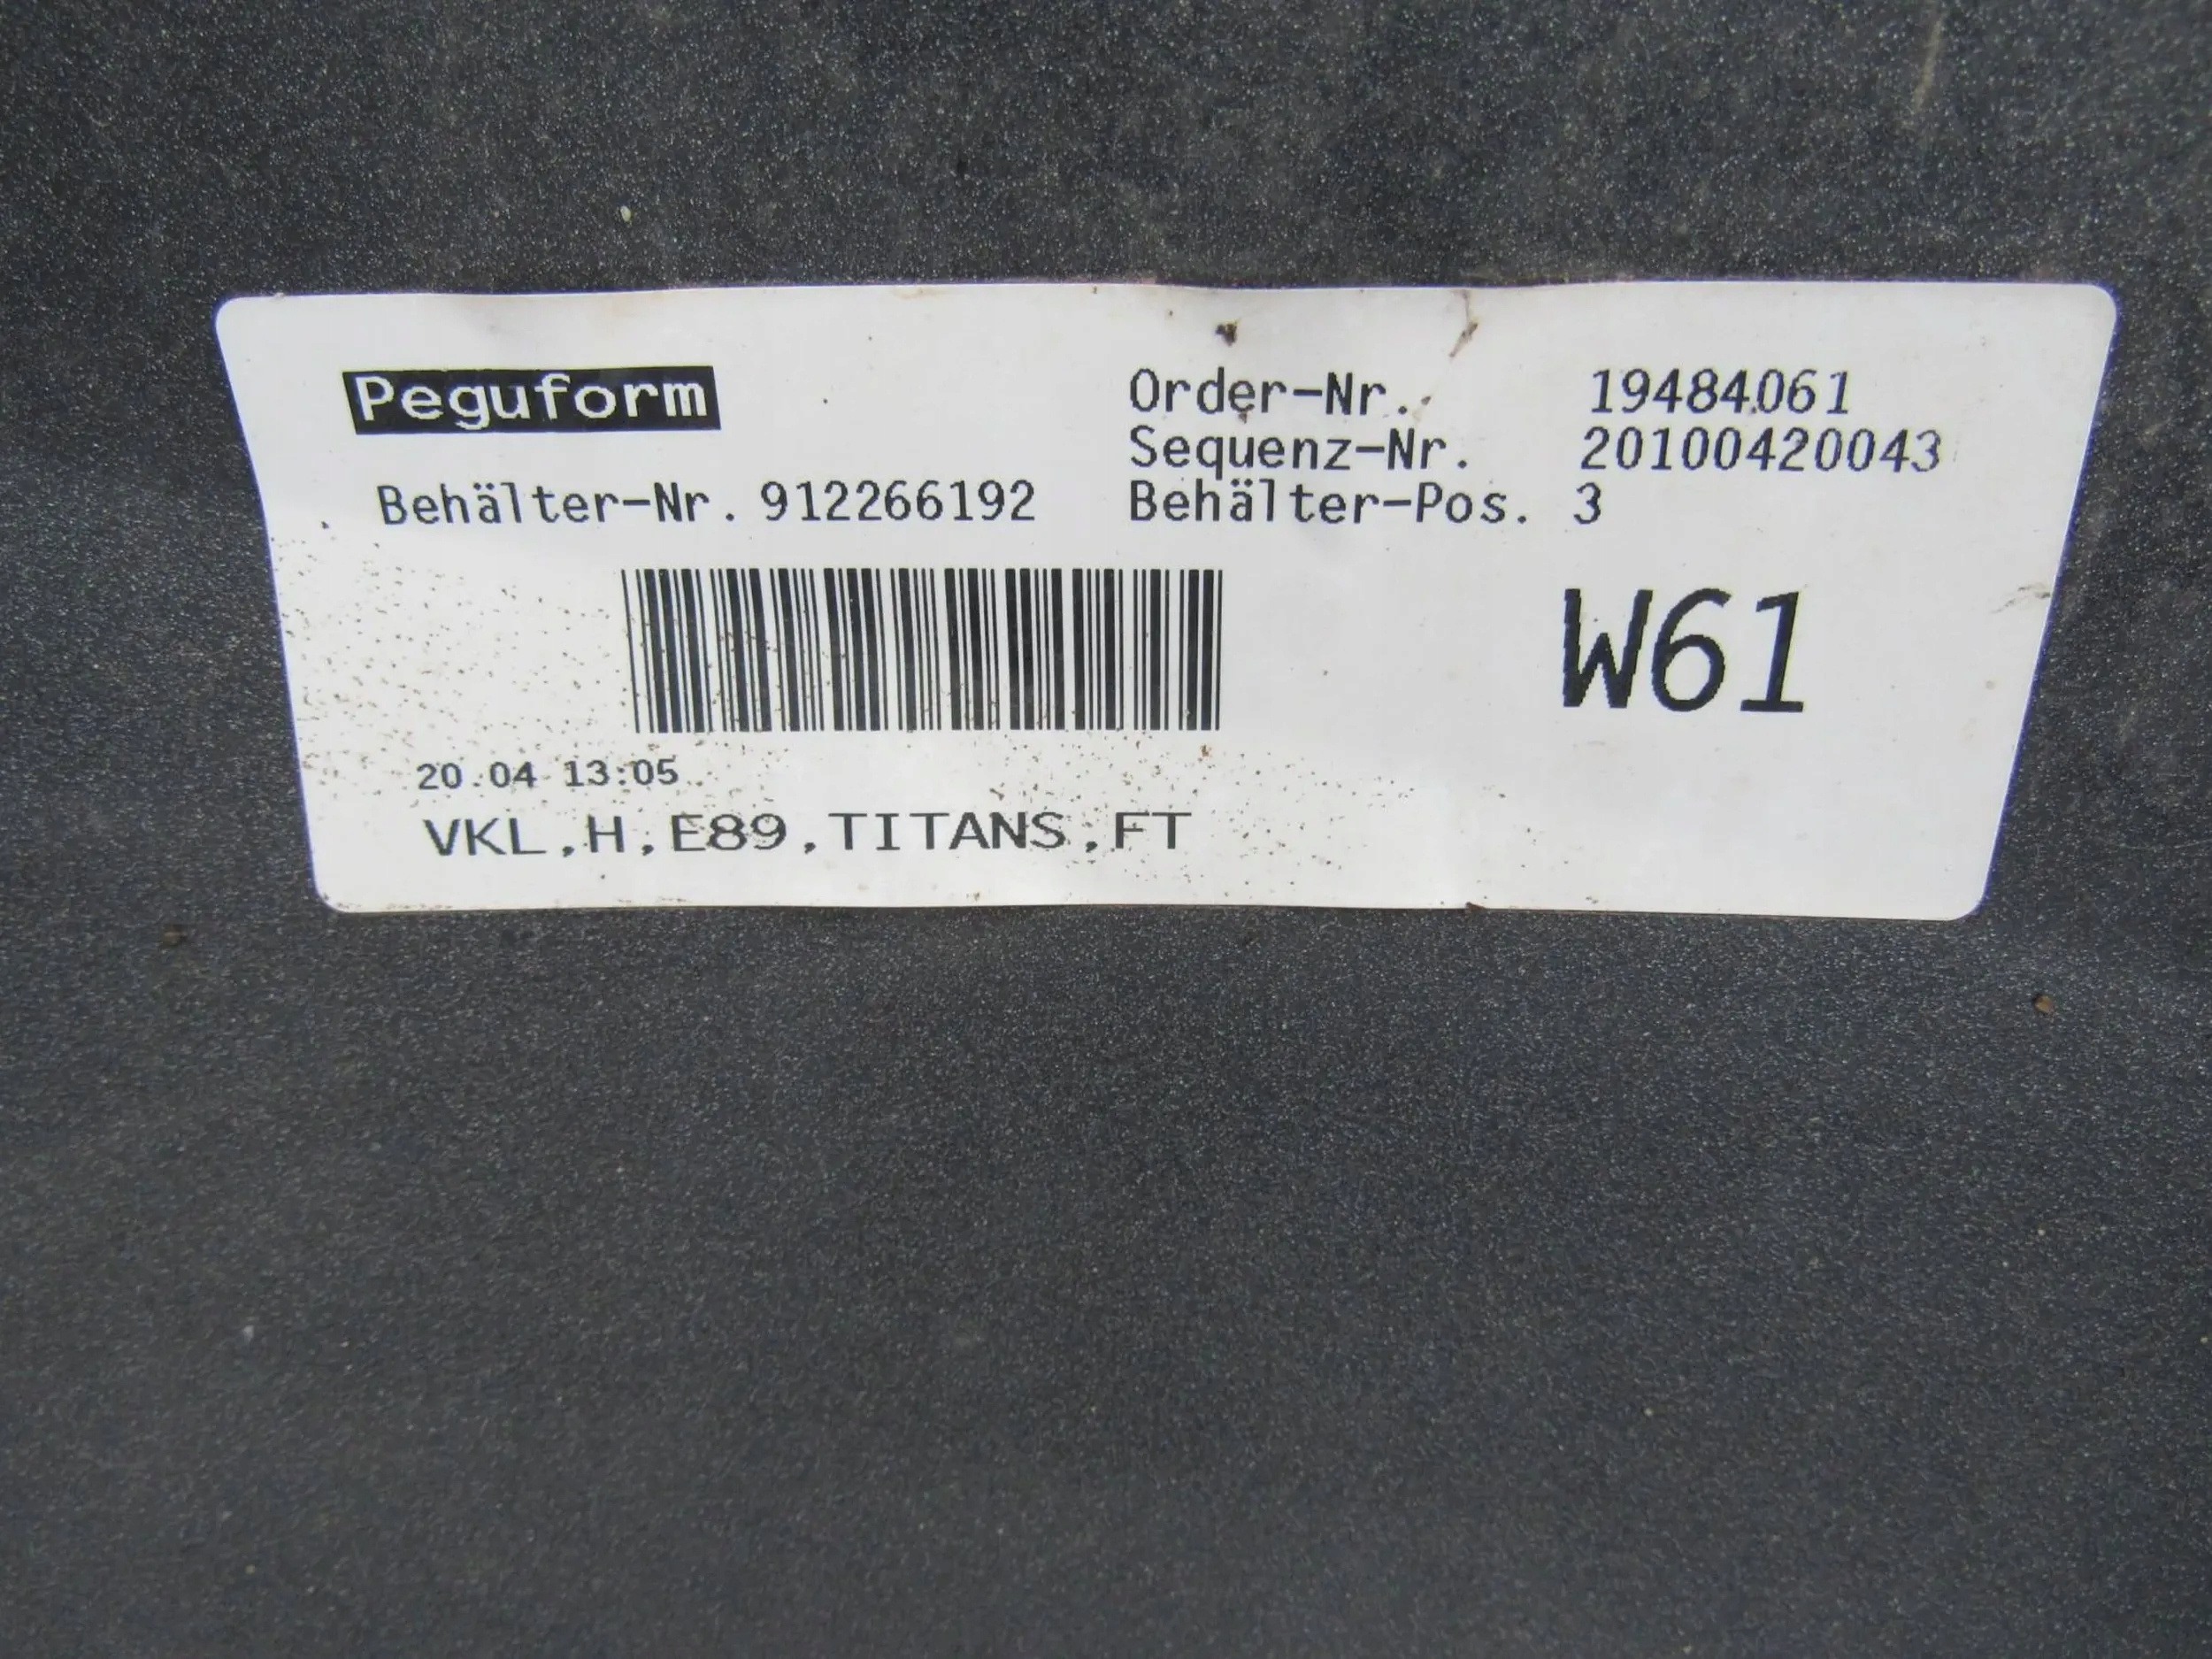 Peguform
Order-Nr. 19484061
Sequenz-Nr. 20100420043
Behälter-Nr. 912266192 Behälter-Pos. 3
W61
20.04 13:05
VKL,H,E89,TITANS,FT